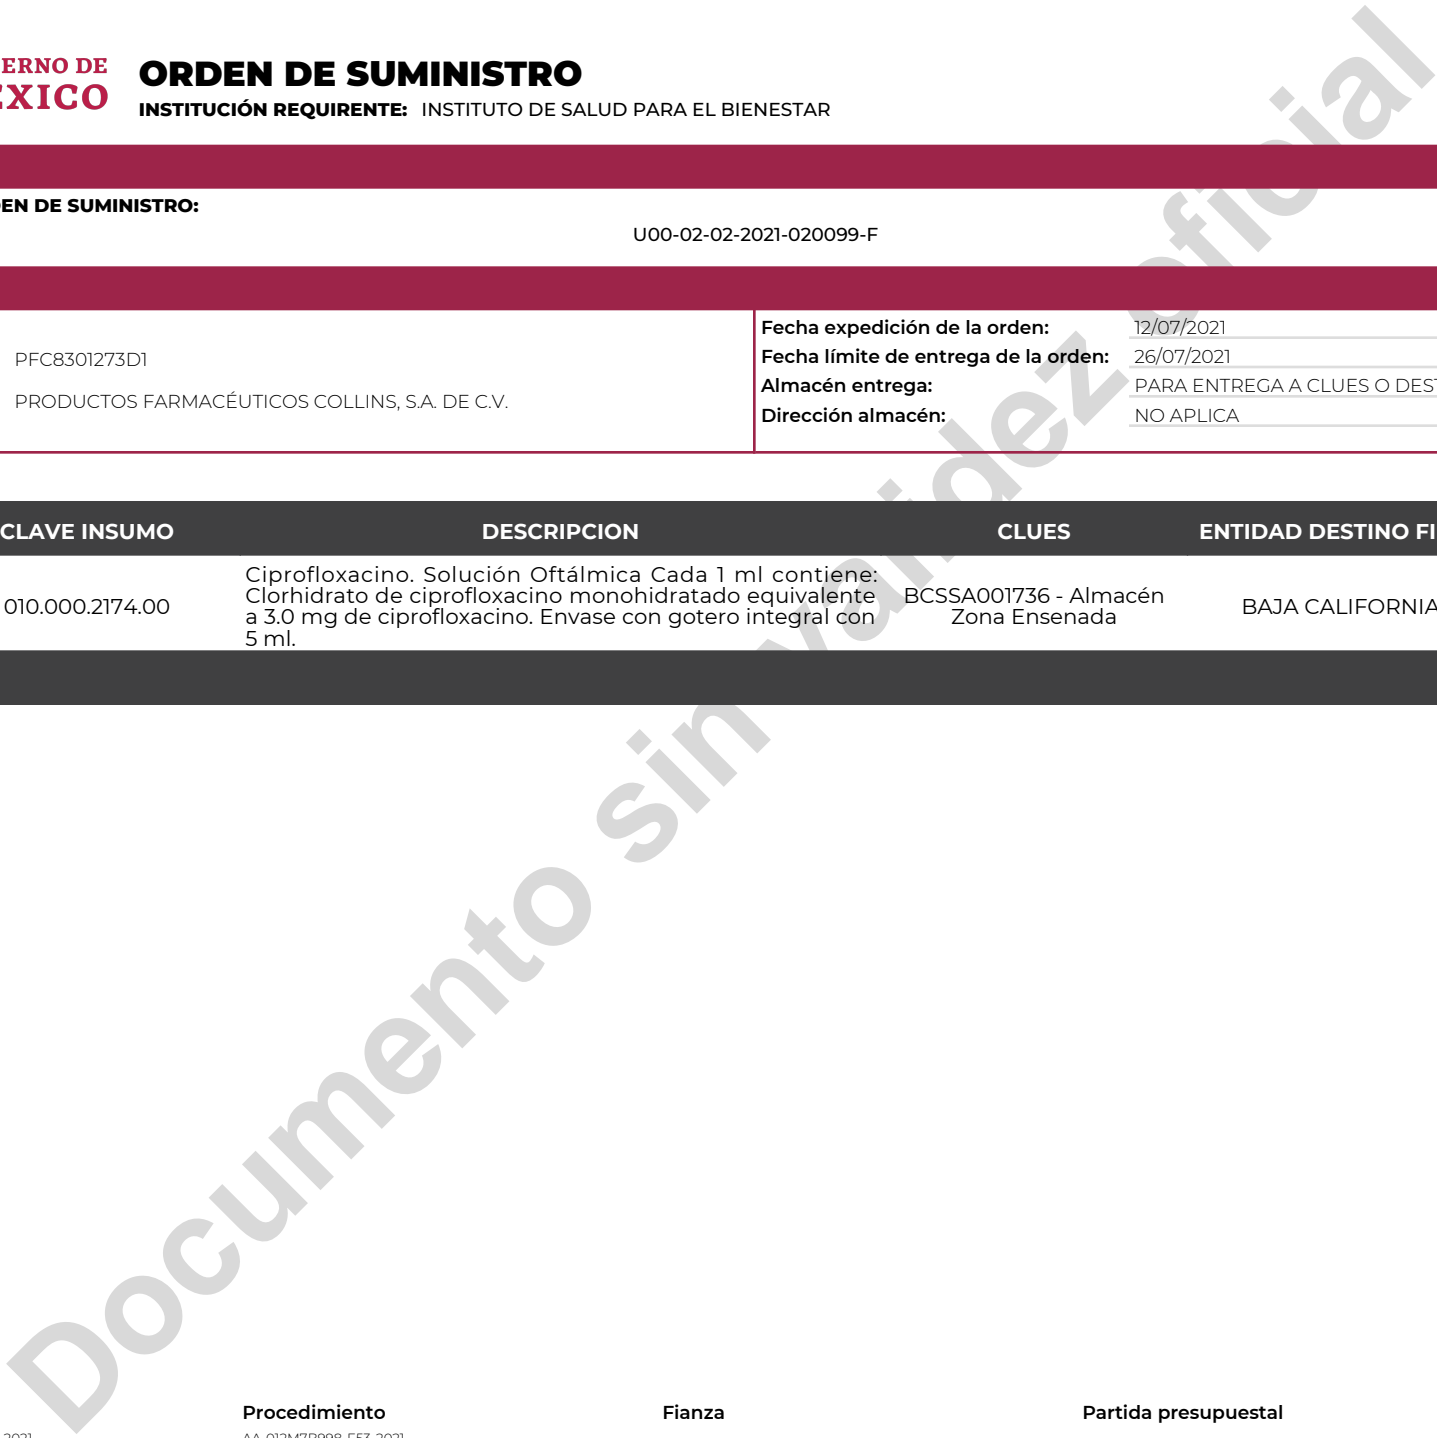 ERNO DE
EXICO
ORDEN DE SUMINISTRO
INSTITUCIÓN REQUIRENTE: INSTITUTO DE SALUD PARA EL BIENESTAR
EN DE SUMINISTRO:
U00-02-02-2021-020099-F
PFC8301273D1
PRODUCTOS FARMACÉUTICOS COLLINS, S.A. DE C.V.
Fecha expedición de la orden: 12/07/2021
Fecha límite de entrega de la orden: 26/07/2021
Almacén entrega: PARA ENTREGA A CLUES O DEST
Dirección almacén: NO APLICA
CLAVE INSUMO DESCRIPCION CLUES ENTIDAD DESTINO FI
010.000.2174.00
Ciprofloxacino. Solución Oftálmica Cada 1 ml contiene:
Clorhidrato de ciprofloxacino monohidratado equivalente
a 3.0 mg de ciprofloxacino. Envase con gotero integral con
5 ml.
BCSSA001736 - Almacén
Zona Ensenada
BAJA CALIFORNIA
Documento sin validez oficial
Procedimiento Fianza Partida presupuestal